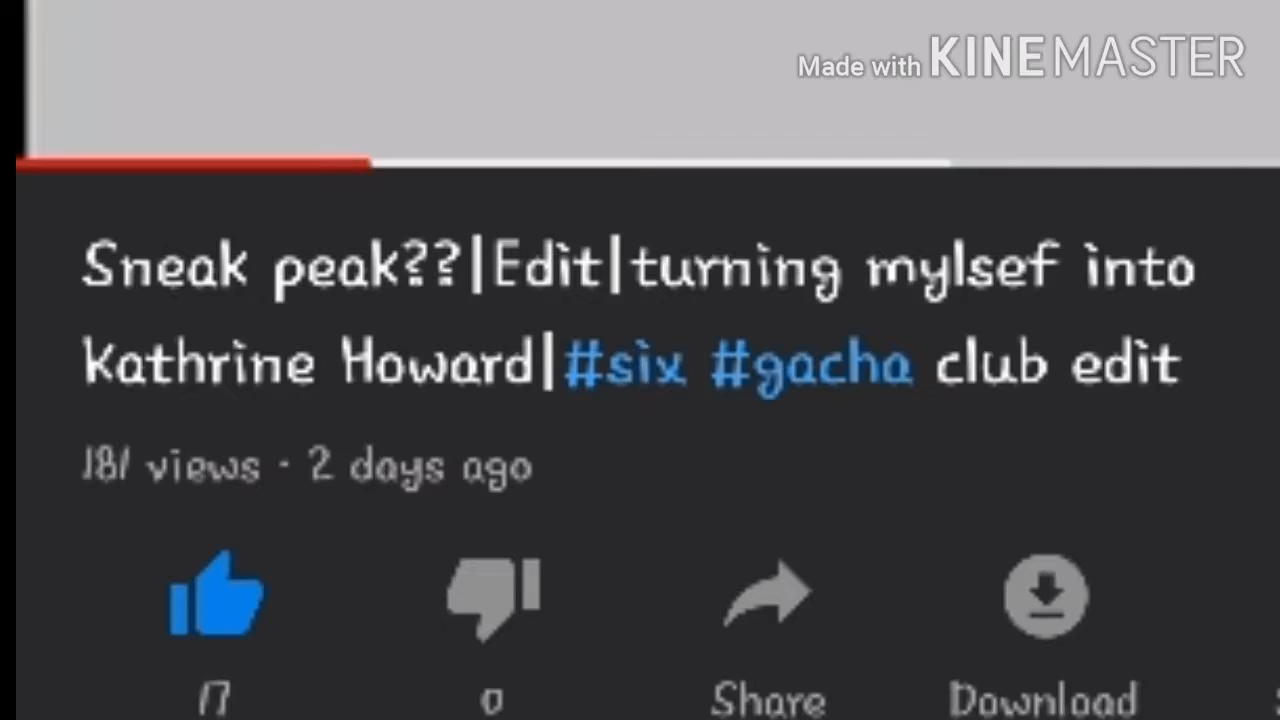 Made with KINEMASTER
Sneak peak??|Edit|turning mylsef into
Kathrine Howard|#six #gacha club edit
181 views · 2 days ago
17 0 Share Download